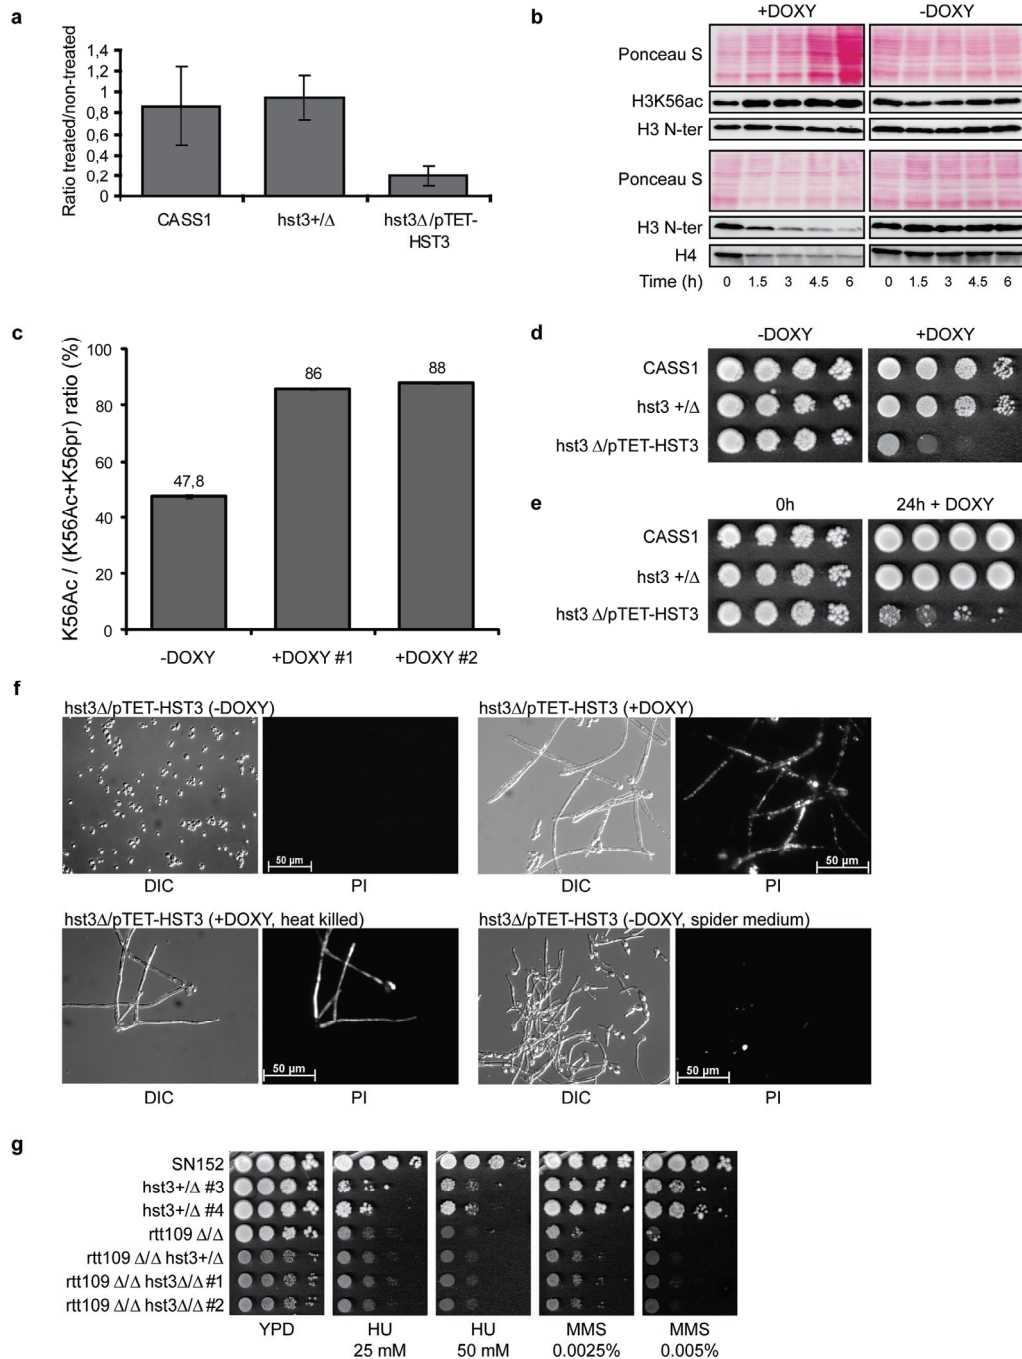 a
Ratio treated/non-treated
1,4
1,2
1
0,8
0,6
0,4
0,2
0
CASS1
hst3+/Δ
hst3Δ/pTET-
HST3
b
+DOXY
-DOXY
Ponceau S
H3K56ac
H3 N-ter
Ponceau S
H3 N-ter
H4
Time (h)
0 1.5 3 4.5 6
0 1.5 3 4.5 6
c
K56Ac / (K56Ac+K56pr) ratio (%)
100
80
60
40
20
0
47,8
86
88
-DOXY
+DOXY #1
+DOXY #2
d
-DOXY
+DOXY
CASS1
hst3 +/Δ
hst3 Δ/pTET-HST3
e
0h
24h + DOXY
CASS1
hst3 +/Δ
hst3 Δ/pTET-HST3
f
hst3Δ/pTET-HST3 (-DOXY)
50 µm
DIC
PI
hst3Δ/pTET-HST3 (+DOXY)
50 µm
DIC
PI
hst3Δ/pTET-HST3 (+DOXY, heat killed)
50 µm
DIC
PI
hst3Δ/pTET-HST3 (-DOXY, spider medium)
50 µm
DIC
PI
g
SN152
hst3+/Δ #3
hst3+/Δ #4
rtt109 Δ/Δ
rtt109 Δ/Δ hst3+/Δ
rtt109 Δ/Δ hst3Δ/Δ #1
rtt109 Δ/Δ hst3Δ/Δ #2
YPD
HU
25 mM
HU
50 mM
MMS
0.0025%
MMS
0.005%